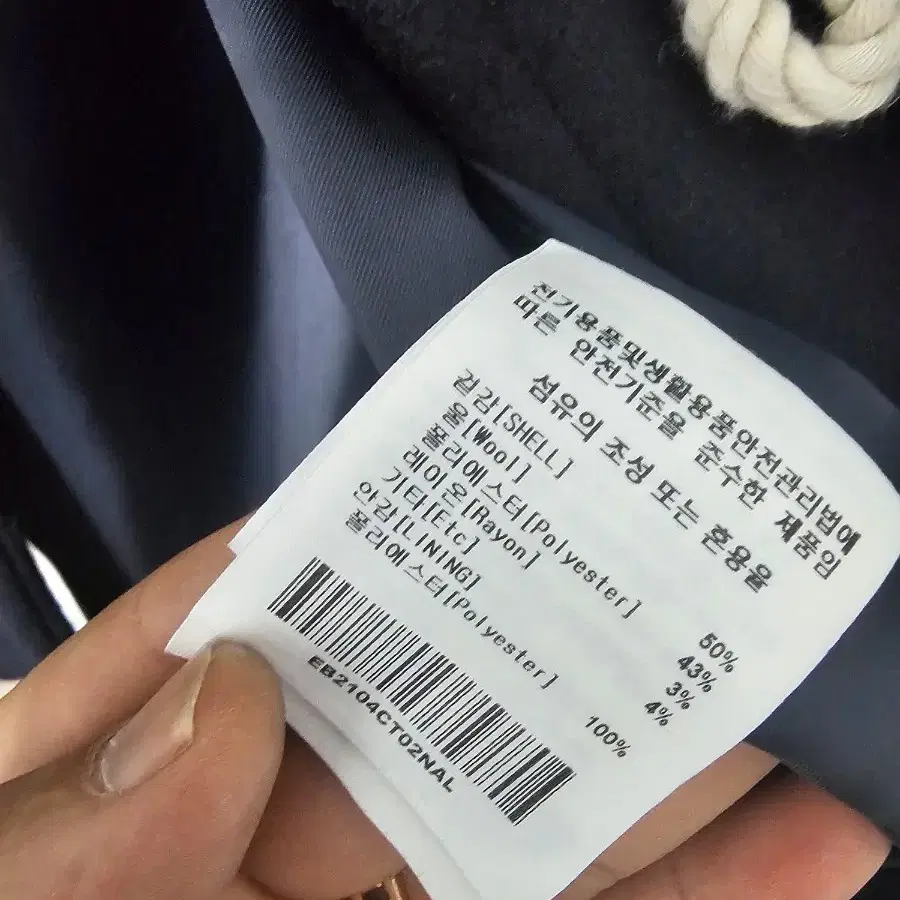 전기용품및생활용품안전관리법에
따른 안전기준을 준수한 제품임
섬유의 조성 또는 혼용율
겉감[SHELL]
울[Wool] 50%
폴리에스터[Polyester] 43%
레이온[Rayon] 3%
기타[Etc] 4%
안감[LINING]
폴리에스터[Polyester] 100%
EB2104CT02NAL